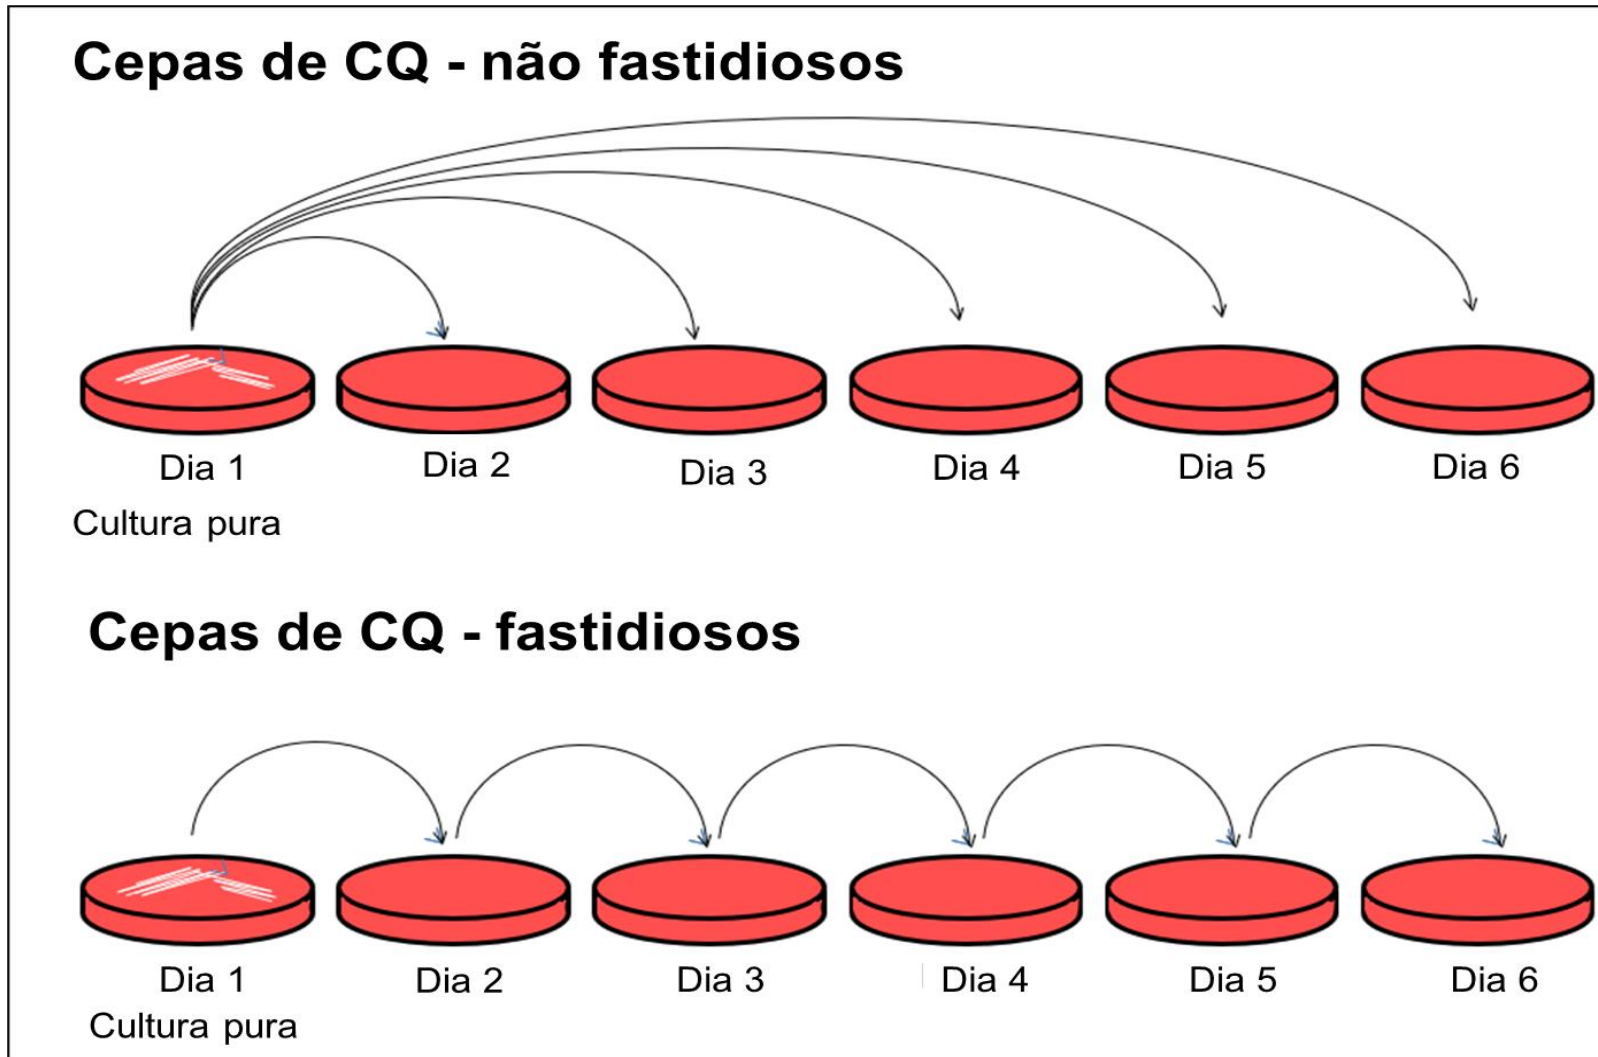 Cepas de CQ - não fastidiosos
Dia 1
Dia 2
Dia 3
Dia 4
Dia 5
Dia 6
Cultura pura
Cepas de CQ - fastidiosos
Dia 1
Dia 2
Dia 3
Dia 4
Dia 5
Dia 6
Cultura pura